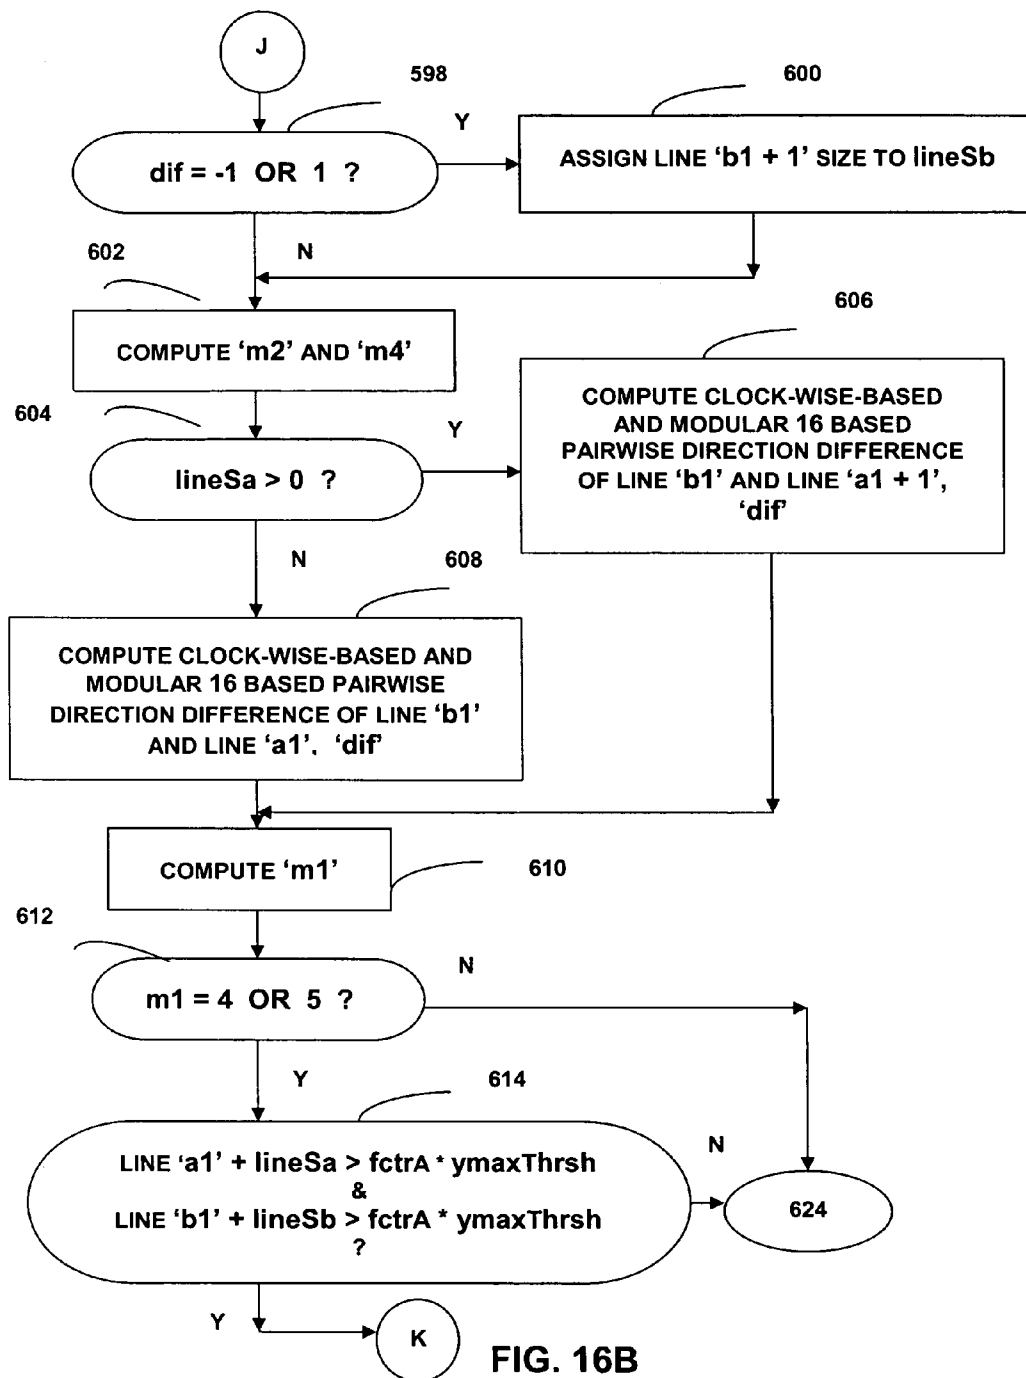 J
598
600
dif = -1 OR 1 ?
Y
ASSIGN LINE ‘b1 + 1’ SIZE TO lineSb
N
602
606
COMPUTE ‘m2’ AND ‘m4’
604
COMPUTE CLOCK-WISE-BASED
AND MODULAR 16 BASED
PAIRWISE DIRECTION DIFFERENCE
OF LINE ‘b1’ AND LINE ‘a1 + 1’,
‘dif’
Y
lineSa > 0 ?
N
608
COMPUTE CLOCK-WISE-BASED AND
MODULAR 16 BASED PAIRWISE
DIRECTION DIFFERENCE OF LINE ‘b1’
AND LINE ‘a1’, ‘dif’
COMPUTE ‘m1’
610
612
m1 = 4 OR 5 ?
N
Y
614
LINE ‘a1’ + lineSa > fctrA * ymaxThrsh
&
LINE ‘b1’ + lineSb > fctrA * ymaxThrsh
?
N
624
Y
K
FIG. 16B